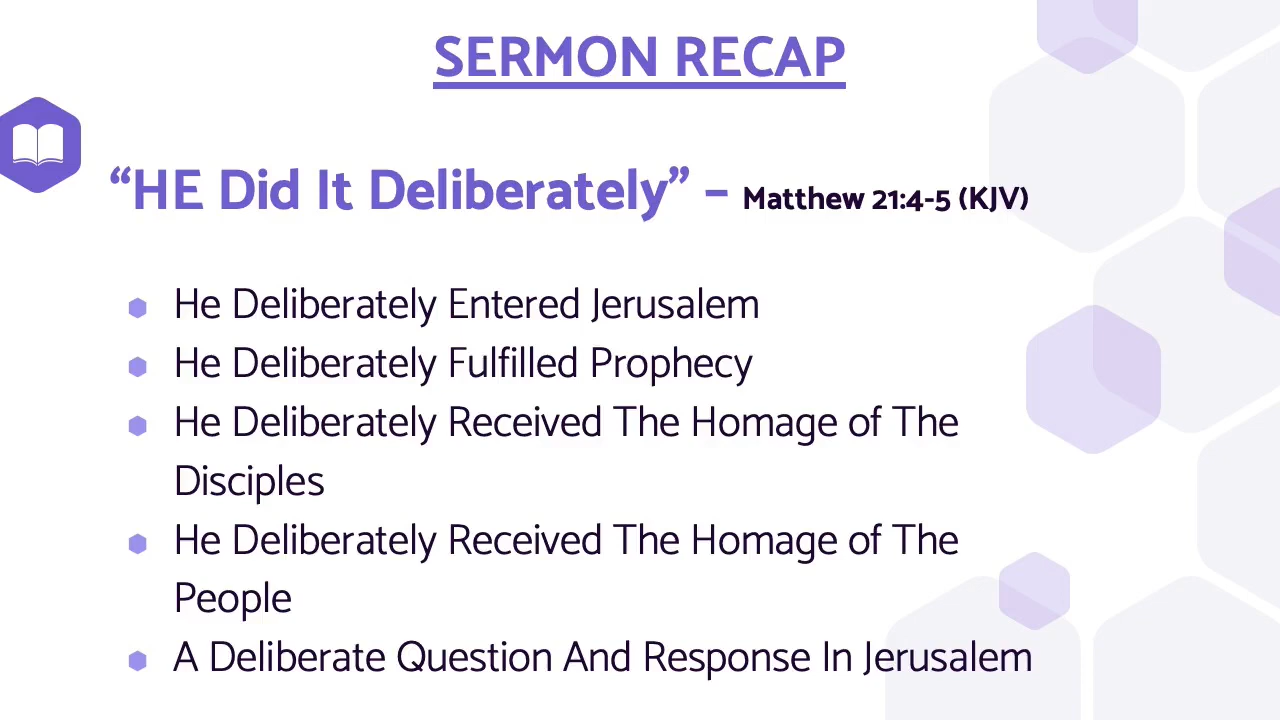 SERMON RECAP
“HE Did It Deliberately” – Matthew 21:4-5 (KJV)
He Deliberately Entered Jerusalem
He Deliberately Fulfilled Prophecy
He Deliberately Received The Homage of The
Disciples
He Deliberately Received The Homage of The
People
A Deliberate Question And Response In Jerusalem